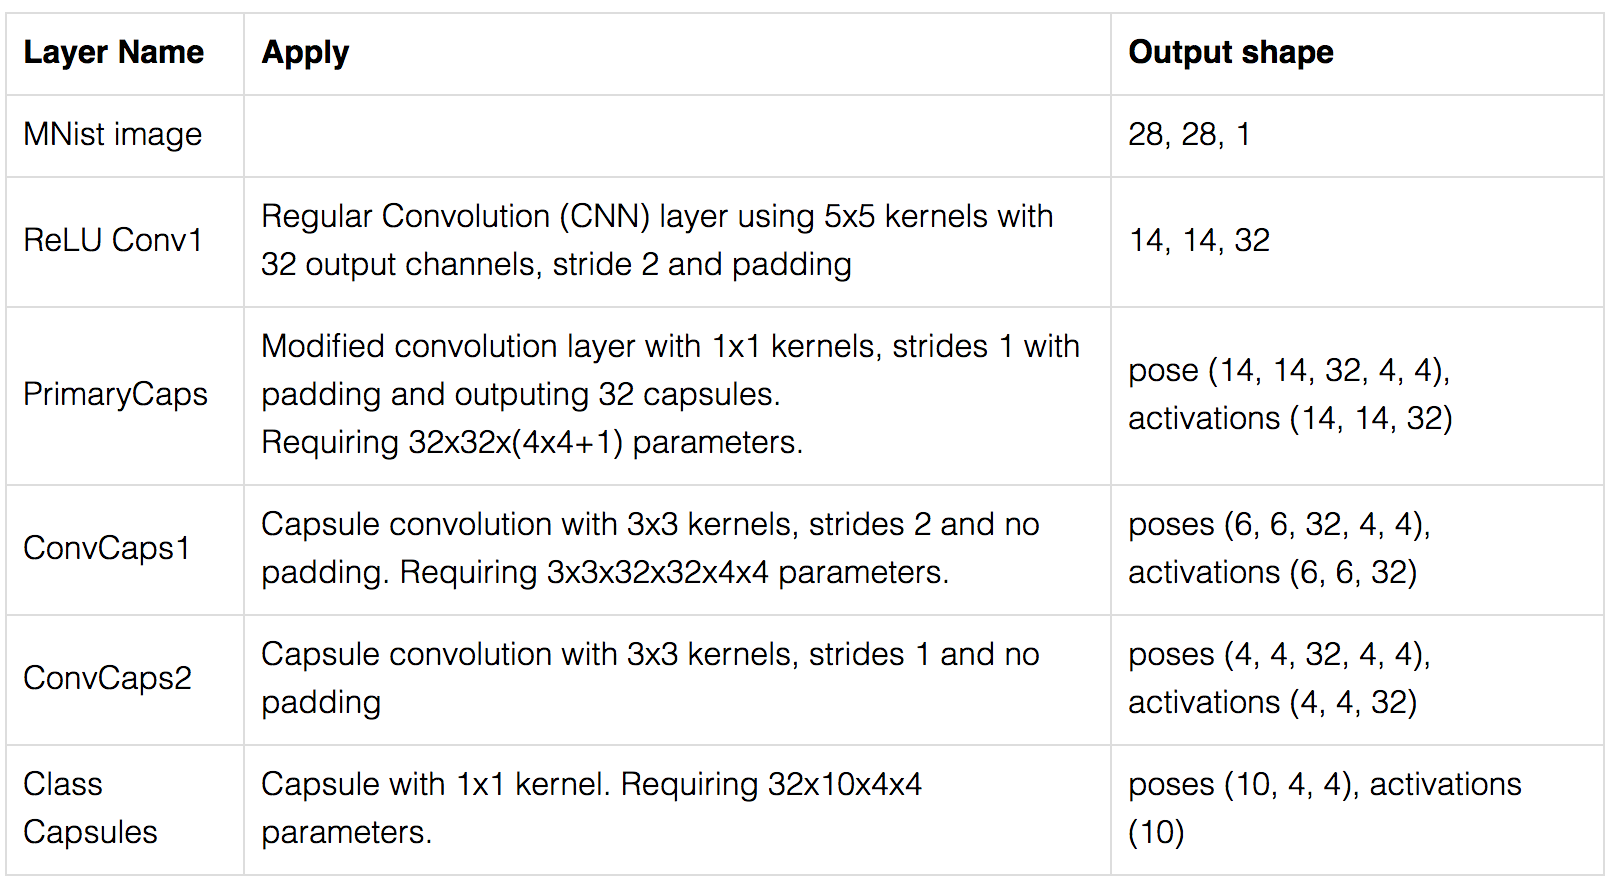 Layer Name Apply Output shape
MNist image 28, 28, 1
ReLU Conv1 Regular Convolution (CNN) layer using 5x5 kernels with
32 output channels, stride 2 and padding 14, 14, 32
PrimaryCaps Modified convolution layer with 1x1 kernels, strides 1 with
padding and outputing 32 capsules.
Requiring 32x32x(4x4+1) parameters.
pose (14, 14, 32, 4, 4),
activations (14, 14, 32)
ConvCaps1 Capsule convolution with 3x3 kernels, strides 2 and no
padding. Requiring 3x3x32x32x4x4 parameters.
poses (6, 6, 32, 4, 4),
activations (6, 6, 32)
ConvCaps2 Capsule convolution with 3x3 kernels, strides 1 and no
padding
poses (4, 4, 32, 4, 4),
activations (4, 4, 32)
Class
Capsules
Capsule with 1x1 kernel. Requiring 32x10x4x4
parameters.
poses (10, 4, 4), activations
(10)